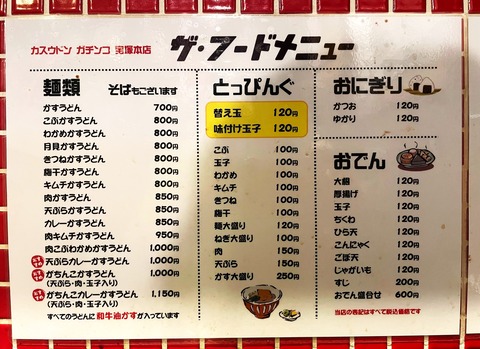 カスウドン ガチンコ 宝塚本店
ザ・フードメニュー
麺類 そばもございます
かすうどん 700円
こぶかすうどん 800円
わかめかすうどん 800円
月見かすうどん 800円
きつねかすうどん 800円
梅干かすうどん 800円
キムチかすうどん 800円
肉かすうどん 850円
天ぷらかすうどん 850円
カレーかすうどん 850円
肉キムチかすうどん 950円
肉こぶわかめかすうどん 1,000円
天ぷらカレーかすうどん 1,000円
がちんこかすうどん 1,000円
(天ぷら・肉・玉子入り)
がちんこカレーかすうどん 1,150円
(天ぷら・肉・玉子入り)
すべてのうどんに和牛油かすが入っています
とっぴんぐ
替え玉 120円
味付け玉子 120円
こぶ 100円
玉子 100円
わかめ 100円
キムチ 100円
きつね 100円
梅干 100円
麺大盛り 120円
ねぎ大盛り 100円
肉 150円
天ぷら 150円
かす大盛り 250円
おにぎり
かつお 120円
ゆかり 120円
おでん
大根 120円
厚揚げ 120円
玉子 120円
ちくわ 120円
ひら天 120円
こんにゃく 120円
ごぼ天 120円
じゃがいも 120円
すじ 200円
おでん盛合せ 600円
当店の表記はすべて税込価格です